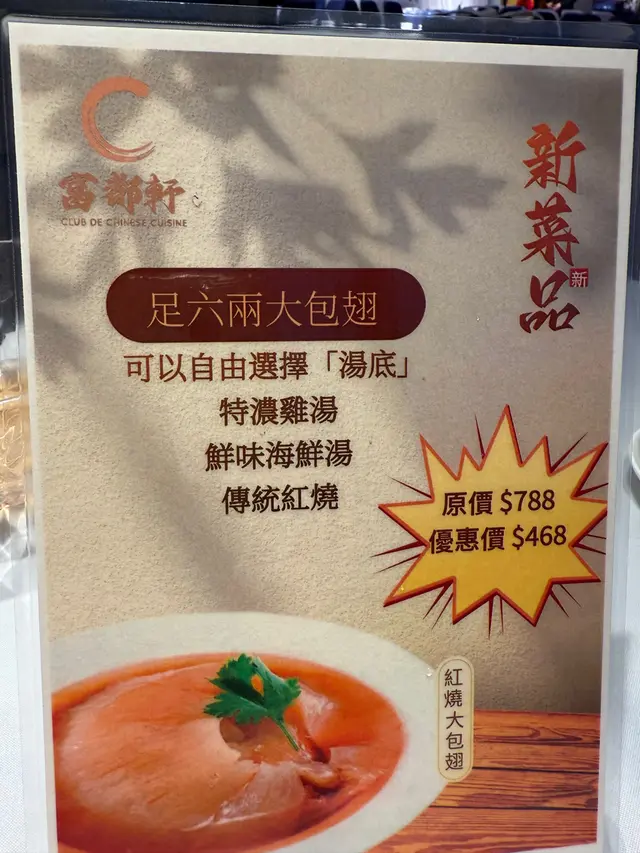 富都軒
CLUB DE CHINESE CUISINE
新菜品
新
足六兩大包翅
可以自由選擇「湯底」
特濃雞湯
鮮味海鮮湯
傳統紅燒
原價 $788
優惠價 $468
紅燒大包翅